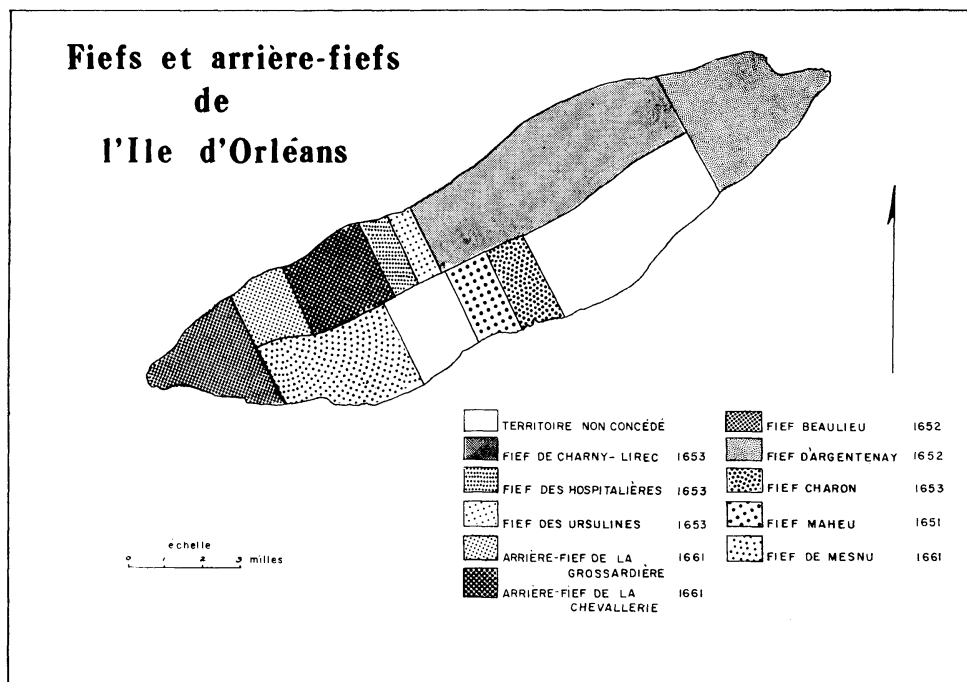 Fiefs et arrière-fiefs
de
l'Ile d'Orléans
TERRITOIRE NON CONCÉDÉ
FIEF DE CHARNY-LIREC 1653
FIEF DES HOSPITALIÈRES 1653
FIEF DES URSULINES 1653
ARRIÈRE-FIEF DE LA GROSSARDIÈRE 1661
ARRIÈRE-FIEF DE LA CHEVALLERIE 1661
FIEF BEAULIEU 1652
FIEF D'ARGENTENAY 1652
FIEF CHARON 1653
FIEF MAHEU 1651
FIEF DE MESNU 1661
échelle
0 1 2 3 milles